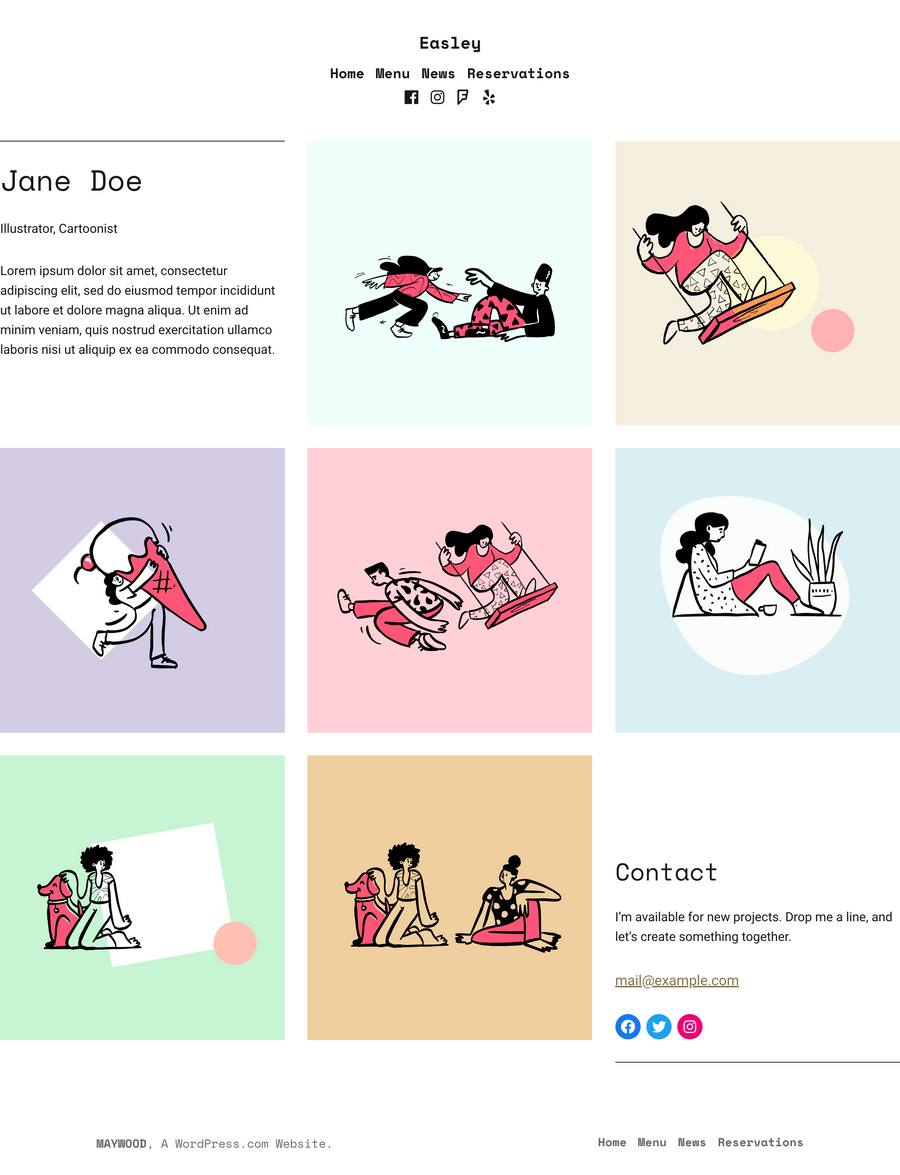 Easley
Home Menu News Reservations
Jane Doe
Illustrator, Cartoonist
Lorem ipsum dolor sit amet, consectetur
adipiscing elit, sed do eiusmod tempor incididunt
ut labore et dolore magna aliqua. Ut enim ad
minim veniam, quis nostrud exercitation ullamco
laboris nisi ut aliquip ex ea commodo consequat.
Contact
I'm available for new projects. Drop me a line, and
let's create something together.
mail@example.com
MAYWOOD, A WordPress.com Website.
Home Menu News Reservations